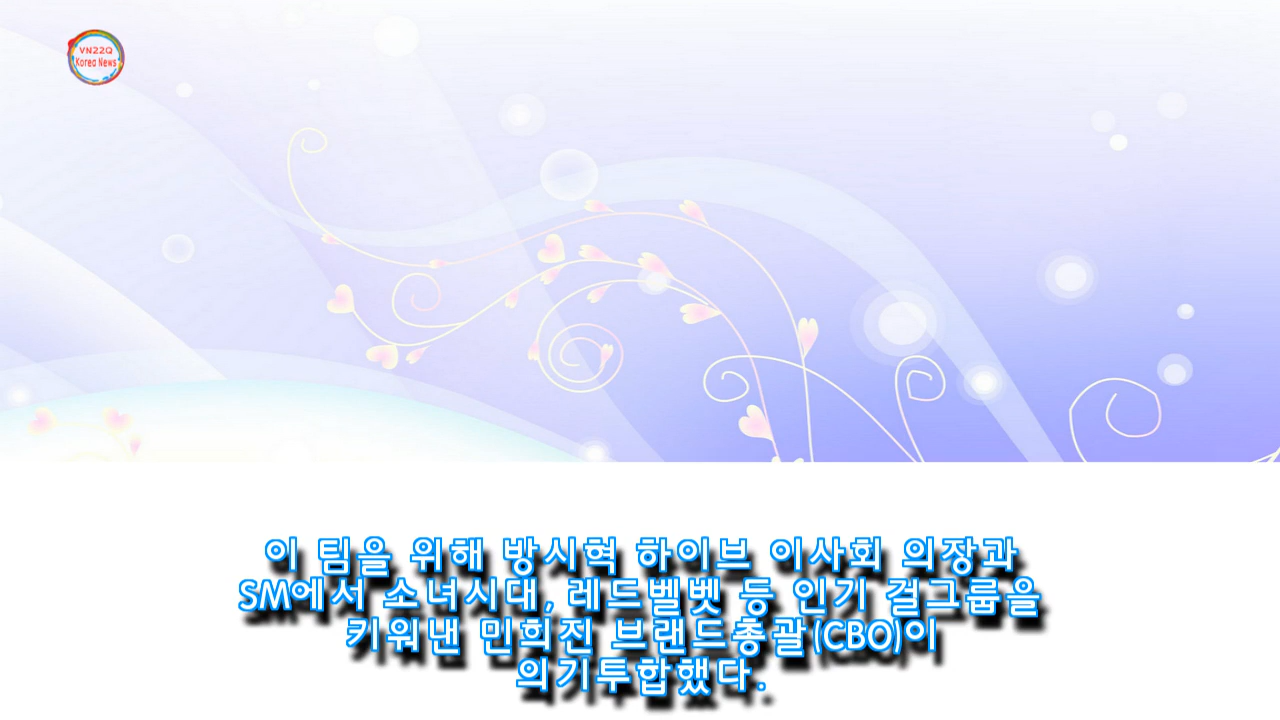 VN22Q
Korea News
이 팀을 위해 방시혁 하이브 이사회 의장과
SM에서 소녀시대, 레드벨벳 등 인기 걸그룹을
키워낸 민희진 브랜드총괄(CBO)이
의기투합했다.